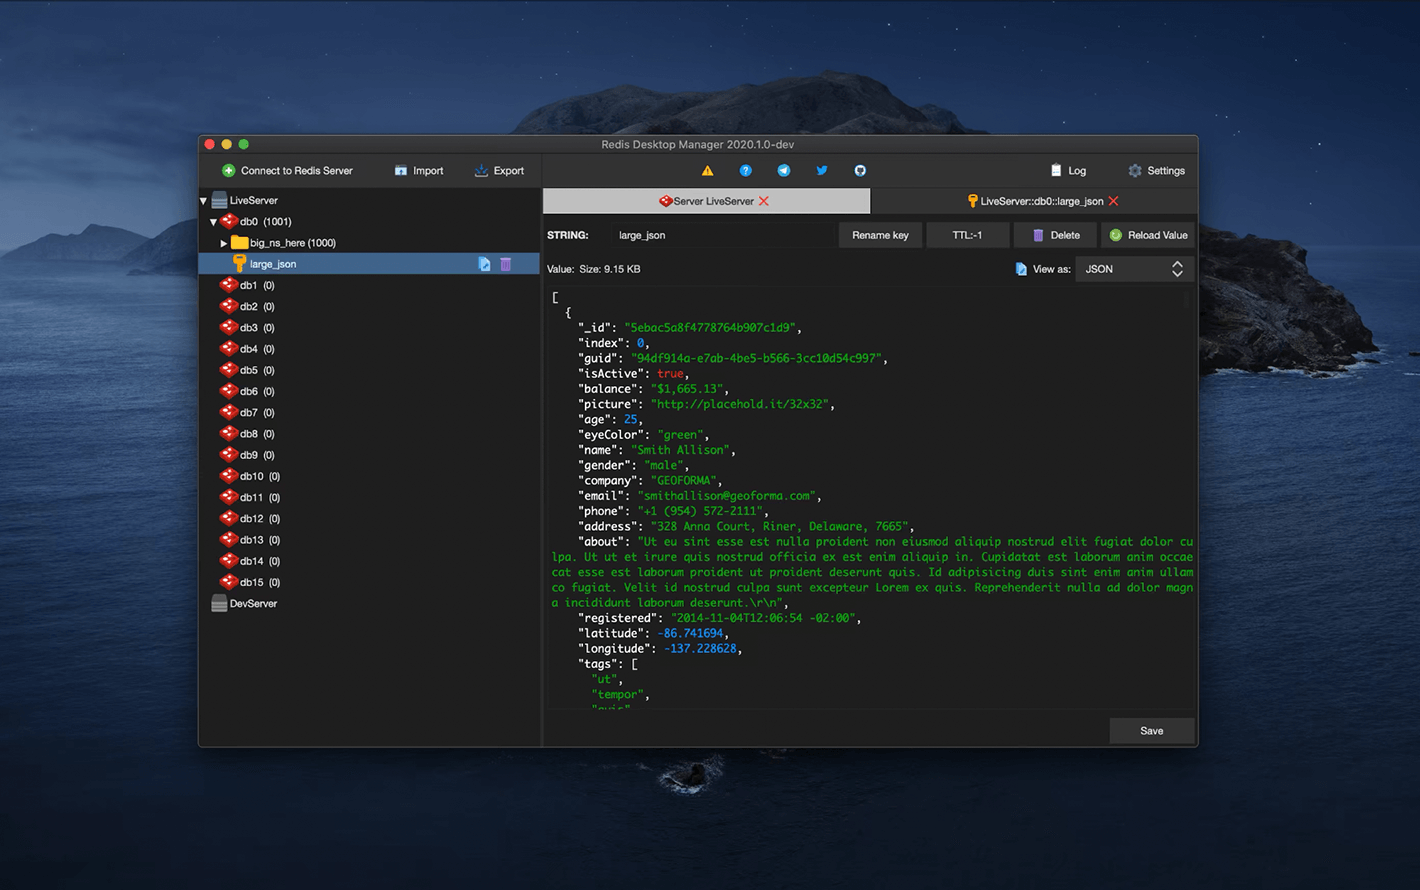 Redis Desktop Manager 2020.1.0-dev
Connect to Redis Server
Import
Export
Log
Settings
LiveServer
db0 (1001)
big_ns_here (1000)
large_json
db1 (0)
db2 (0)
db3 (0)
db4 (0)
db5 (0)
db6 (0)
db7 (0)
db8 (0)
db9 (0)
db10 (0)
db11 (0)
db12 (0)
db13 (0)
db14 (0)
db15 (0)
DevServer
Server LiveServer
LiveServer::db0::large_json
STRING:
large_json
Rename key
TTL:-1
Delete
Reload Value
Value: Size: 9.15 KB
View as:
JSON
[
{
"_id": "5ebac5a8f4778764b907c1d9",
"index": 0,
"guid": "94df914a-e7ab-4be5-b566-3cc10d54c997",
"isActive": true,
"balance": "$1,665.13",
"picture": "http://placehold.it/32x32",
"age": 25,
"eyeColor": "green",
"name": "Smith Allison",
"gender": "male",
"company": "GEOFORMA",
"email": "smithallison@geoforma.com",
"phone": "+1 (954) 572-2111",
"address": "328 Anna Court, Riner, Delaware, 7665",
"about": "Ut eu sint esse est nulla proident non eiusmod aliquip nostrud elit fugiat dolor cu
lpa. Ut ut et irure quis nostrud officia ex est enim aliquip in. Cupidatat est laborum anim occae
cat esse est laborum proident ut proident deserunt quis. Id adipisicing duis sint enim anim ullam
co fugiat. Velit id nostrud culpa sunt excepteur Lorem ex quis. Reprehenderit nulla ad dolor magn
a incididunt laborum deserunt.\r\n",
"registered": "2014-11-04T12:06:54 -02:00",
"latitude": -86.741694,
"longitude": -137.228628,
"tags": [
"ut",
"tempor",
Save